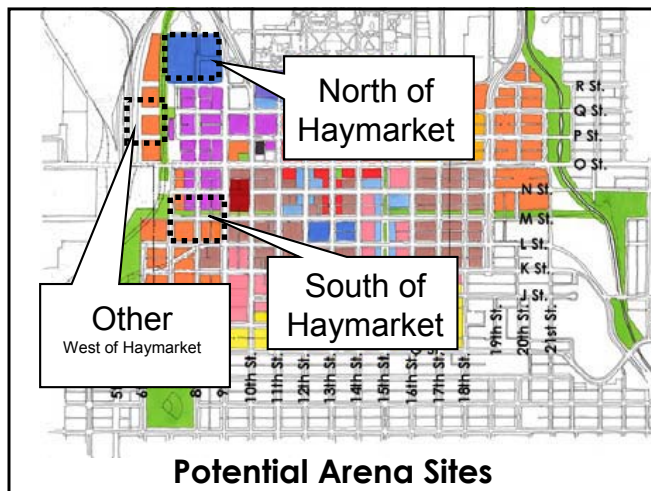 North of
Haymarket
R St.
Q St.
P St.
O St.
N St.
M St.
L St.
K St.
J St.
South of
Haymarket
Other
West of Haymarket
10th St.
11th St.
12th St.
13th St.
14th St.
15th St.
16th St.
17th St.
18th St.
19th St.
20th St.
21st St.
Potential Arena Sites